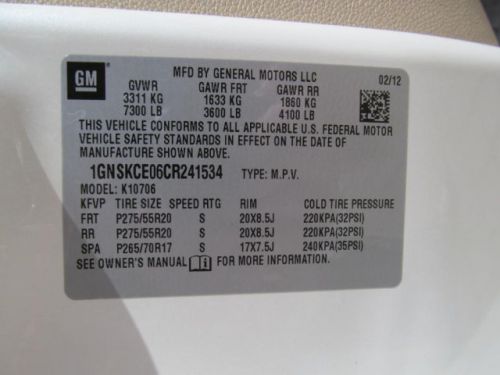 GM
MFD BY GENERAL MOTORS LLC 02/12
GVWR GAWR FRT GAWR RR
3311 KG 1633 KG 1860 KG
7300 LB 3600 LB 4100 LB
THIS VEHICLE CONFORMS TO ALL APPLICABLE U.S. FEDERAL MOTOR
VEHICLE SAFETY STANDARDS IN EFFECT ON THE DATE OF
MANUFACTURE SHOWN ABOVE.
1GNSKCE06CR241534 TYPE: M.P.V.
MODEL: K10706
KFVP TIRE SIZE SPEED RTG RIM COLD TIRE PRESSURE
FRT P275/55R20 S 20X8.5J 220KPA(32PSI)
RR P275/55R20 S 20X8.5J 220KPA(32PSI)
SPA P265/70R17 S 17X7.5J 240KPA(35PSI)
SEE OWNER'S MANUAL FOR MORE INFORMATION.